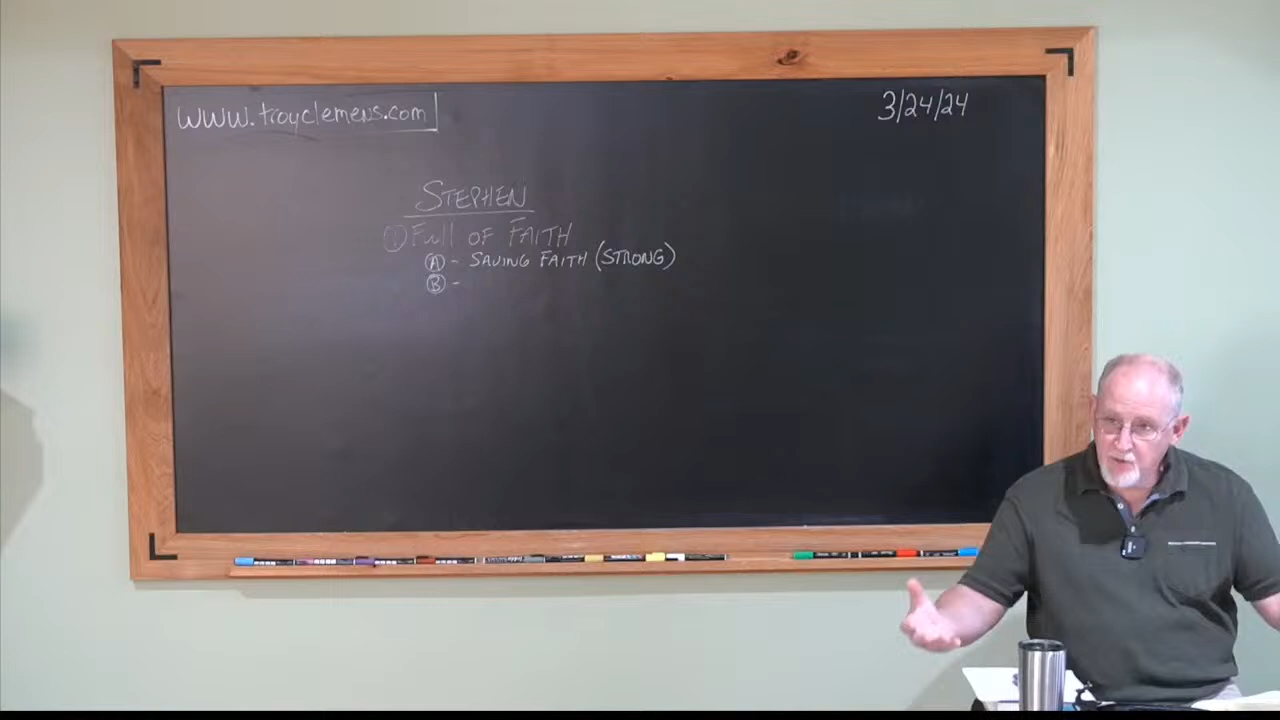 www.troyclemens.com
3/24/24
STEPHEN
① Full OF FAITH
Ⓐ - SAVING FAITH (STRONG)
Ⓑ -